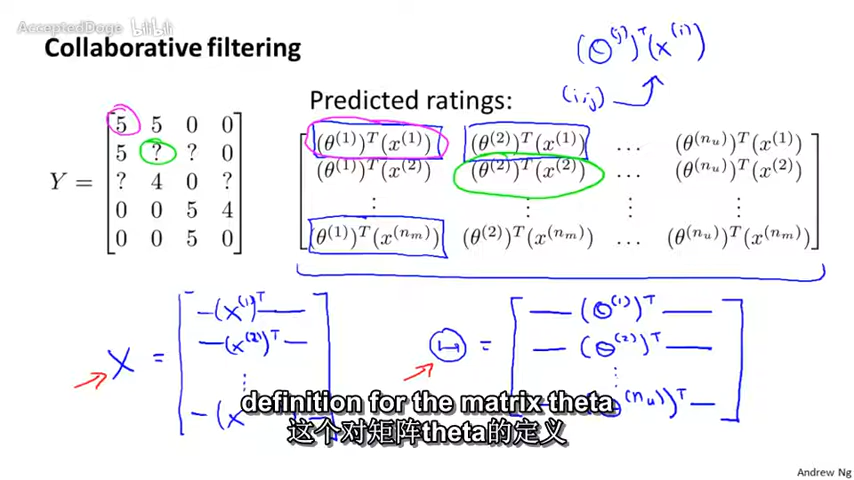 AcceptedDoge bilibili
Collaborative filtering
(Θ^(j))^T(x^(i))
(i,j)
Predicted ratings:
Y = [5 5 0 0
5 ? ? 0
? 4 0 ?
0 0 5 4
0 0 5 0]
[(θ^(1))^T(x^(1)) (θ^(2))^T(x^(1)) … (θ^(n_u))^T(x^(1))
(θ^(1))^T(x^(2)) (θ^(2))^T(x^(2)) … (θ^(n_u))^T(x^(2))
⋮ ⋮ ⋮ ⋮
(θ^(1))^T(x^(n_m)) (θ^(2))^T(x^(n_m)) … (θ^(n_u))^T(x^(n_m))]
X = [—(x^(1))^T—
—(x^(2))^T—
⋮
—(x
Θ = [—(Θ^(1))^T—
—(Θ^(2))^T—
⋮
^(n_u))^T—]
definition for the matrix theta
这个对矩阵theta的定义
Andrew Ng